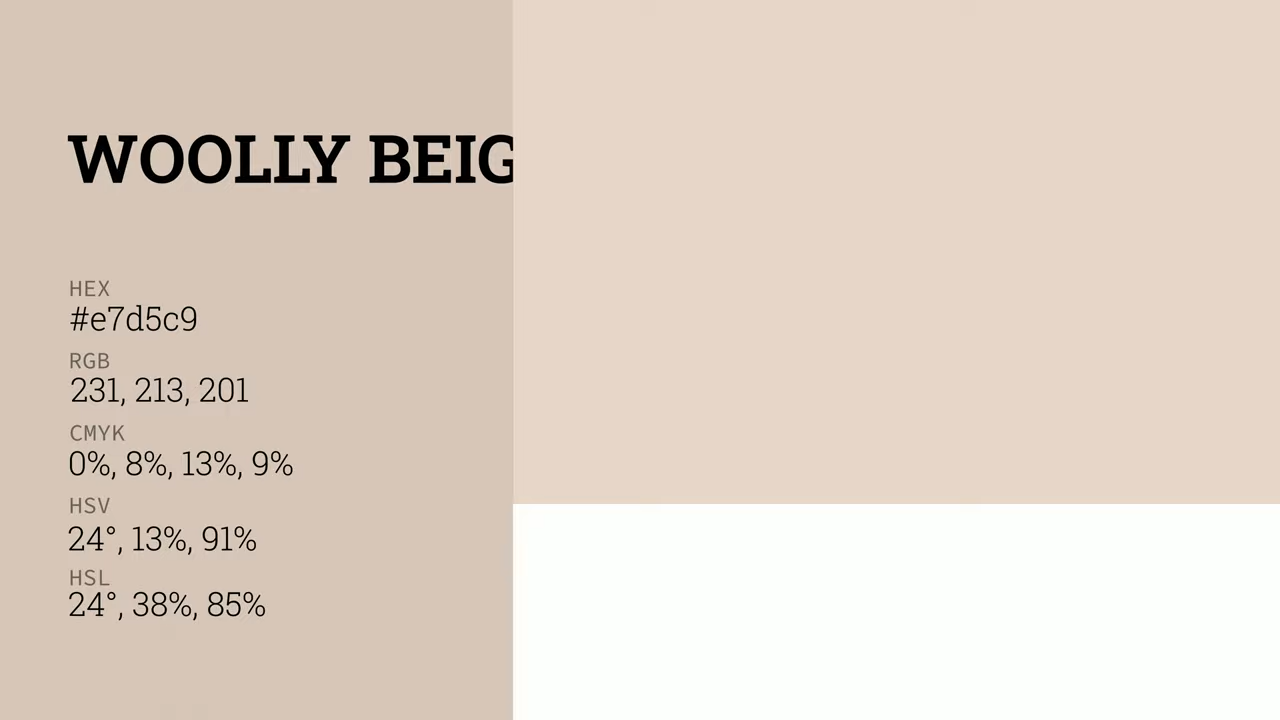 WOOLLY BEIG
HEX
#e7d5c9
RGB
231, 213, 201
CMYK
0%, 8%, 13%, 9%
HSV
24°, 13%, 91%
HSL
24°, 38%, 85%